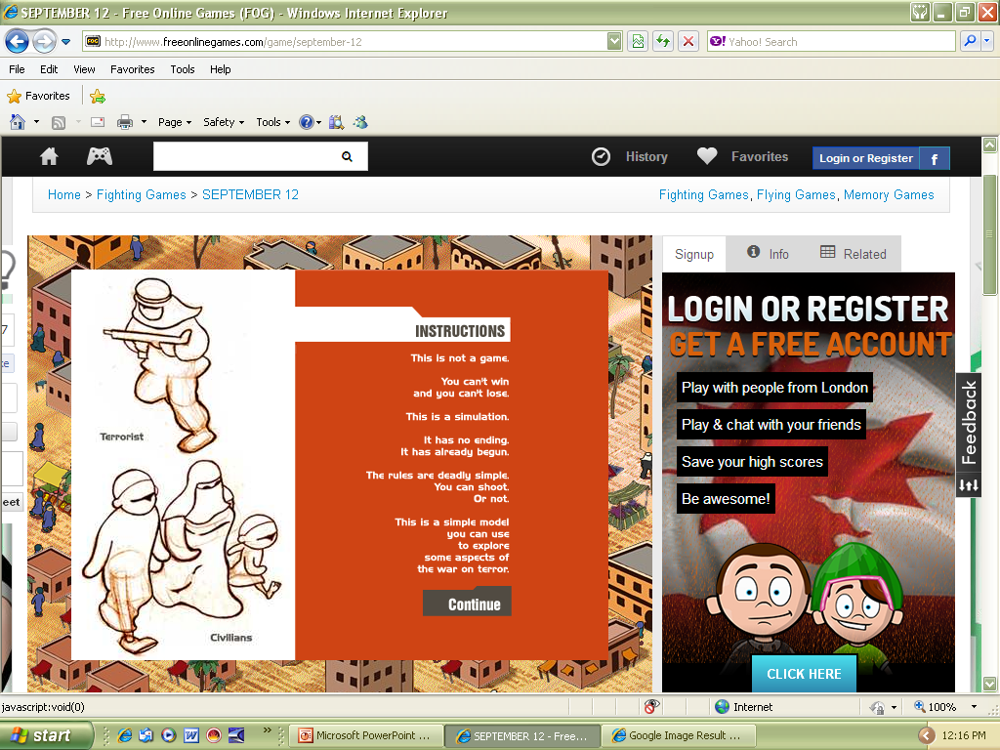 SEPTEMBER 12 - Free Online Games (FOG) - Windows Internet Explorer
http://www.freeonlinegames.com/game/september-12
Yahoo! Search
File Edit View Favorites Tools Help
Favorites
Page Safety Tools
History Favorites Login or Register f
Home > Fighting Games > SEPTEMBER 12
Fighting Games, Flying Games, Memory Games
Signup Info Related
INSTRUCTIONS
This is not a game.
You can't win
and you can't lose.
This is a simulation.
It has no ending.
It has already begun.
The rules are deadly simple.
You can shoot.
Or not.
This is a simple model
you can use
to explore
some aspects of
the war on terror.
Continue
Terrorist
Civilians
LOGIN OR REGISTER
GET A FREE ACCOUNT
Play with people from London
Play & chat with your friends
Save your high scores
Be awesome!
CLICK HERE
Feedback
7
eet
javascript:void(0)
Internet
100%
start
Microsoft PowerPoint ...
SEPTEMBER 12 - Free...
Google Image Result ...
12:16 PM